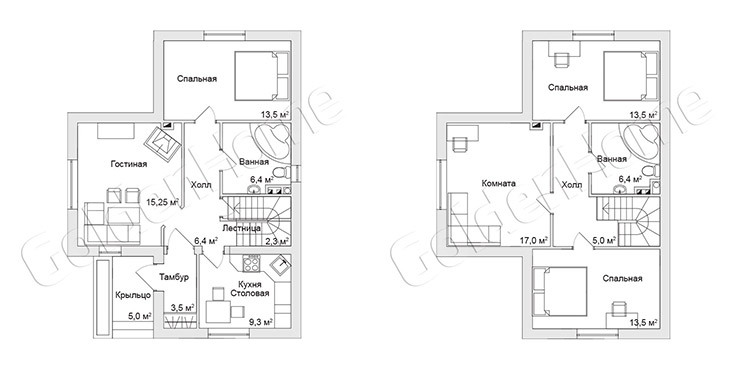 Спальная
13,5 м²
Гостиная
15,25 м²
Холл
6,4 м²
Ванная
6,4 м²
Лестница
2,3 м²
Тамбур
3,5 м²
Крыльцо
5,0 м²
Кухня
Столовая
9,3 м²
GoldenHome
Спальная
13,5 м²
Комната
17,0 м²
Холл
5,0 м²
Ванная
6,4 м²
Спальная
13,5 м²
GoldenHome